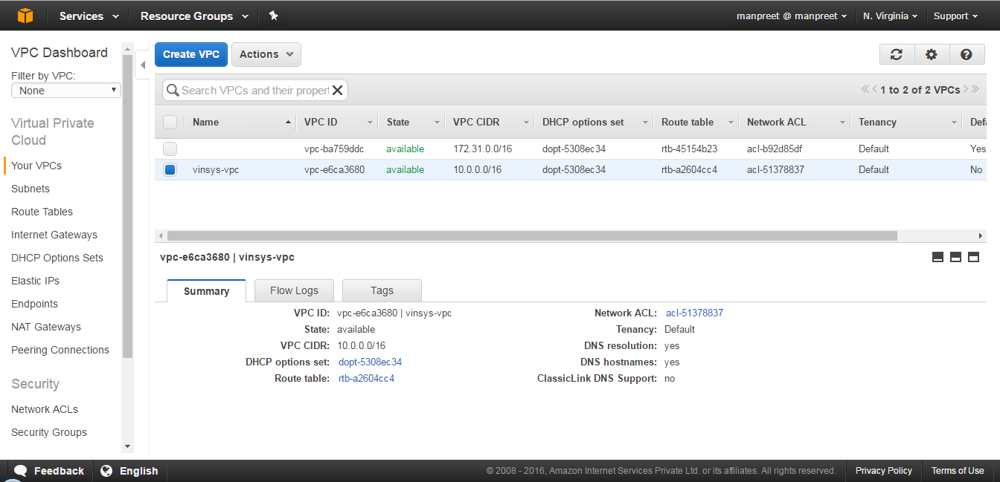 Services Resource Groups manpreet @ manpreet N. Virginia Support
VPC Dashboard
Filter by VPC:
None
Virtual Private
Cloud
Your VPCs
Subnets
Route Tables
Internet Gateways
DHCP Options Sets
Elastic IPs
Endpoints
NAT Gateways
Peering Connections
Security
Network ACLs
Security Groups
Create VPC Actions
Search VPCs and their propert 1 to 2 of 2 VPCs
Name VPC ID State VPC CIDR DHCP options set Route table Network ACL Tenancy Defa
vpc-ba759ddc available 172.31.0.0/16 dopt-5308ec34 rtb-45154b23 acl-b92d85df Default Yes
vinsys-vpc vpc-e6ca3680 available 10.0.0.0/16 dopt-5308ec34 rtb-a2604cc4 acl-51378837 Default No
vpc-e6ca3680 | vinsys-vpc
Summary Flow Logs Tags
VPC ID: vpc-e6ca3680 | vinsys-vpc Network ACL: acl-51378837
State: available Tenancy: Default
VPC CIDR: 10.0.0.0/16 DNS resolution: yes
DHCP options set: dopt-5308ec34 DNS hostnames: yes
Route table: rtb-a2604cc4 ClassicLink DNS Support: no
Feedback English © 2008 - 2016, Amazon Internet Services Private Ltd. or its affiliates. All rights reserved. Privacy Policy Terms of Use